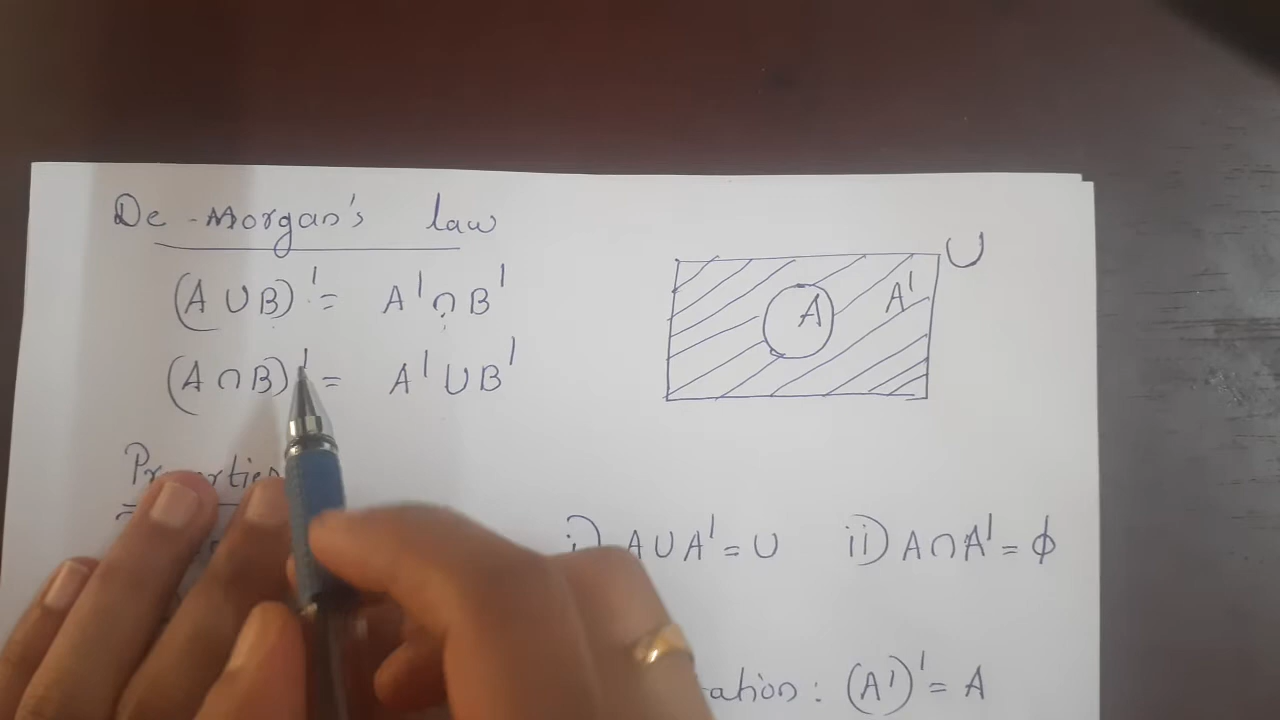 De-Morgan's law
(A ∪ B)' = A' ∩ B'
(A ∩ B)' = A' ∪ B'
U
A
A'
i) A ∪ A' = U ii) A ∩ A' = ϕ
: (A')' = A